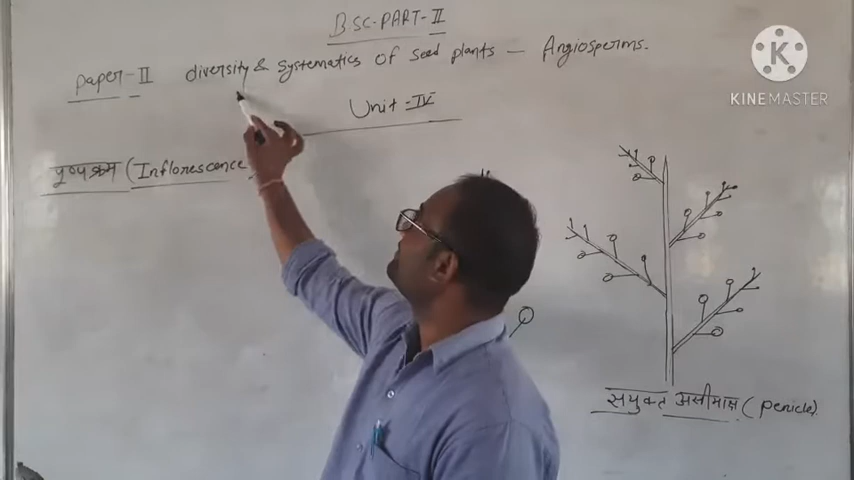 BSC-PART-II
paper-II diversity & systematics of seed plants - Angiosperms.
Unit-IV
पुष्पक्रम (Inflorescence
संयुक्त असीमाक्ष (penicle).
KINEMASTER